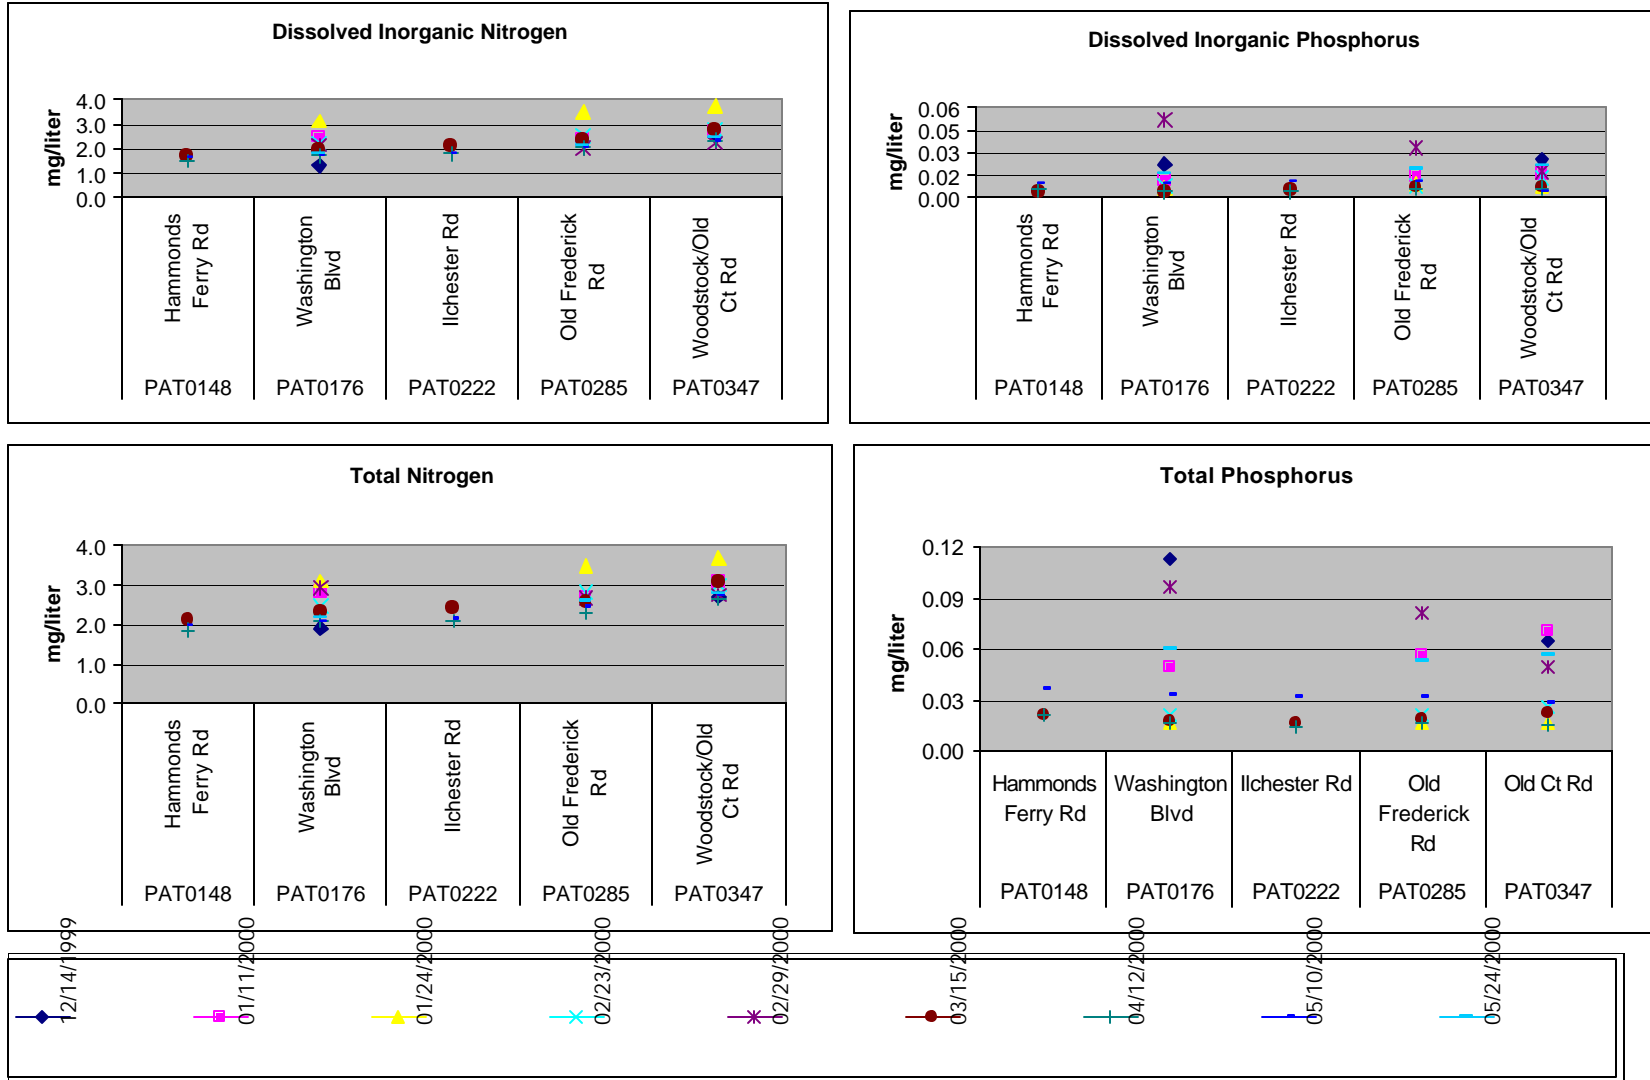 Dissolved Inorganic Nitrogen
mg/liter
4.0
3.0
2.0
1.0
0.0
Hammonds
Ferry Rd
Washington
Blvd
Ilchester Rd
Old Frederick
Rd
Woodstock/Old
Ct Rd
PAT0148
PAT0176
PAT0222
PAT0285
PAT0347
Dissolved Inorganic Phosphorus
mg/liter
0.06
0.05
0.03
0.02
0.00
Hammonds
Ferry Rd
Washington
Blvd
Ilchester Rd
Old Frederick
Rd
Woodstock/Old
Ct Rd
PAT0148
PAT0176
PAT0222
PAT0285
PAT0347
Total Nitrogen
mg/liter
4.0
3.0
2.0
1.0
0.0
Hammonds
Ferry Rd
Washington
Blvd
Ilchester Rd
Old Frederick
Rd
Woodstock/Old
Ct Rd
PAT0148
PAT0176
PAT0222
PAT0285
PAT0347
Total Phosphorus
mg/liter
0.12
0.09
0.06
0.03
0.00
Hammonds
Ferry Rd
Washington
Blvd
Ilchester Rd
Old
Frederick
Rd
Old Ct Rd
PAT0148
PAT0176
PAT0222
PAT0285
PAT0347
12/14/1999
01/11/2000
01/24/2000
02/23/2000
02/29/2000
03/15/2000
04/12/2000
05/10/2000
05/24/2000